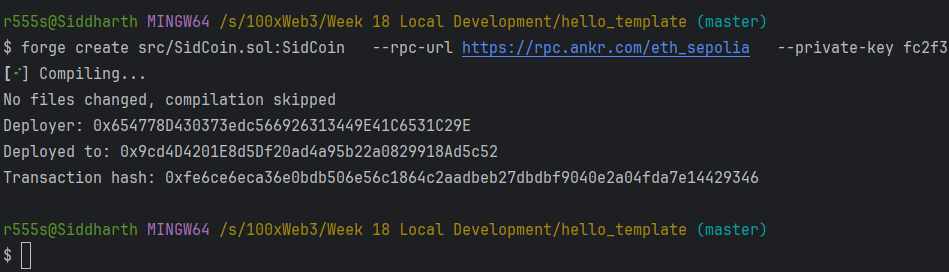 r555s@Siddharth MINGW64 /s/100xWeb3/Week 18 Local Development/hello_template (master)
$ forge create src/SidCoin.sol:SidCoin   --rpc-url https://rpc.ankr.com/eth_sepolia   --private-key fc2f3
[⠊] Compiling...
No files changed, compilation skipped
Deployer: 0x654778D430373edc566926313449E41C6531C29E
Deployed to: 0x9cd4D4201E8d5Df20ad4a95b22a0829918Ad5c52
Transaction hash: 0xfe6ce6eca36e0bdb506e56c1864c2aadbeb27dbdbf9040e2a04fda7e14429346
r555s@Siddharth MINGW64 /s/100xWeb3/Week 18 Local Development/hello_template (master)
$